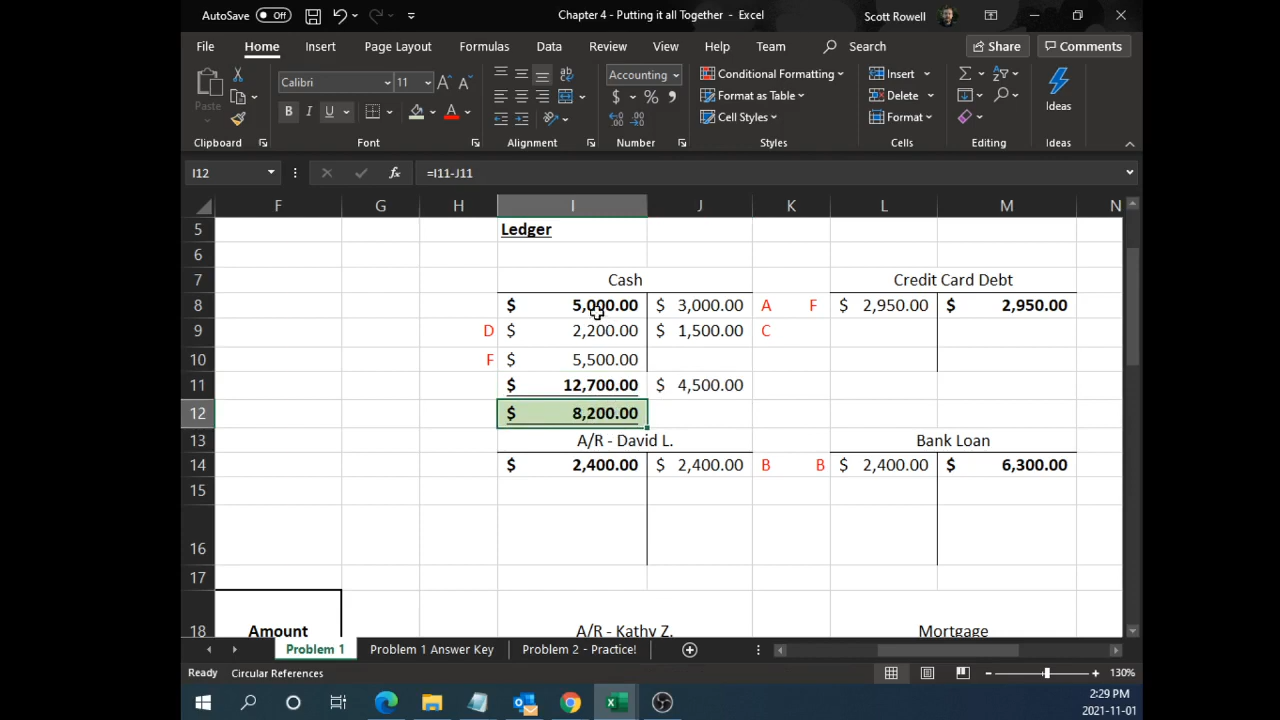 AutoSave Off Chapter 4 - Putting it all Together - Excel Scott Rowell
File Home Insert Page Layout Formulas Data Review View Help Team Search Share Comments
Calibri 11 Accounting Conditional Formatting Insert
Paste B I U $ % Format as Table Delete Ideas
Cell Styles Format
Clipboard Font Alignment Number Styles Cells Editing Ideas
I12 fx =I11-J11
F G H I J K L M N
5 Ledger
6
7 Cash Credit Card Debt
8 $ 5,000.00 $ 3,000.00 A F $ 2,950.00 $ 2,950.00
9 D $ 2,200.00 $ 1,500.00 C
10 F $ 5,500.00
11 $ 12,700.00 $ 4,500.00
12 $ 8,200.00
13 A/R - David L. Bank Loan
14 $ 2,400.00 $ 2,400.00 B B $ 2,400.00 $ 6,300.00
15
16
17
18 Amount A/R - Kathy Z. Mortgage
Problem 1 Problem 1 Answer Key Problem 2 - Practice!
Ready Circular References 130%
2:29 PM
2021-11-01